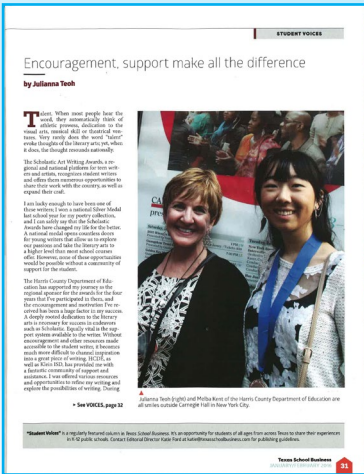 STUDENT VOICES
Encouragement, support make all the difference
by Julianna Teoh
Talent. When most people hear the
word, they automatically think of
athletic prowess, dedication to the
visual arts, musical skill or theatrical ven-
tures. Very rarely does the word "talent"
evoke thoughts of the literary arts; yet, when
it does, the thought resounds nationally.
The Scholastic Art Writing Awards, a re-
gional and national platform for teen writ-
ers and artists, recognizes student writers
and offers them numerous opportunities to
share their work with the country, as well as
expand their craft.
I am lucky enough to have been one of
those writers; I won a national Silver Medal
last school year for my poetry collection,
and I can safely say that the Scholastic
Awards have changed my life for the better.
A national medal opens countless doors
for young writers that allow us to explore
our passions and take the literary arts to
a higher level than most school courses
offer. However, none of these opportunities
would be possible without a community of
support for the student.
The Harris County Department of Edu-
cation has supported my journey as the
regional sponsor for the awards for the four
years that I've participated in them, and
the encouragement and motivation I've re-
ceived has been a huge factor in my success.
A deeply rooted dedication to the literary
arts is necessary for success in endeavors
such as Scholastic. Equally vital is the sup-
port system available to the writer. Without
encouragement and other resources made
accessible to the student writer, it becomes
much more difficult to channel inspiration
into a great piece of writing. HCDE, as
well as Klein ISD, has provided me with
a fantastic community of support and
assistance. I was offered various resources
and opportunities to refine my writing and
explore the possibilities of writing. During
► See VOICES, page 32
Julianna Teoh (right) and Melba Kent of the Harris County Department of Education are
all smiles outside Carnegie Hall in New York City.
"Student Voices" is a regularly featured column in Texas School Business. It's an opportunity for students of all ages from across Texas to share their experiences
in K-12 public schools. Contact Editorial Director Katie Ford at katie@texasschoolbusiness.com for publishing guidelines.
Texas School Business
JANUARY/FEBRUARY 2016 31